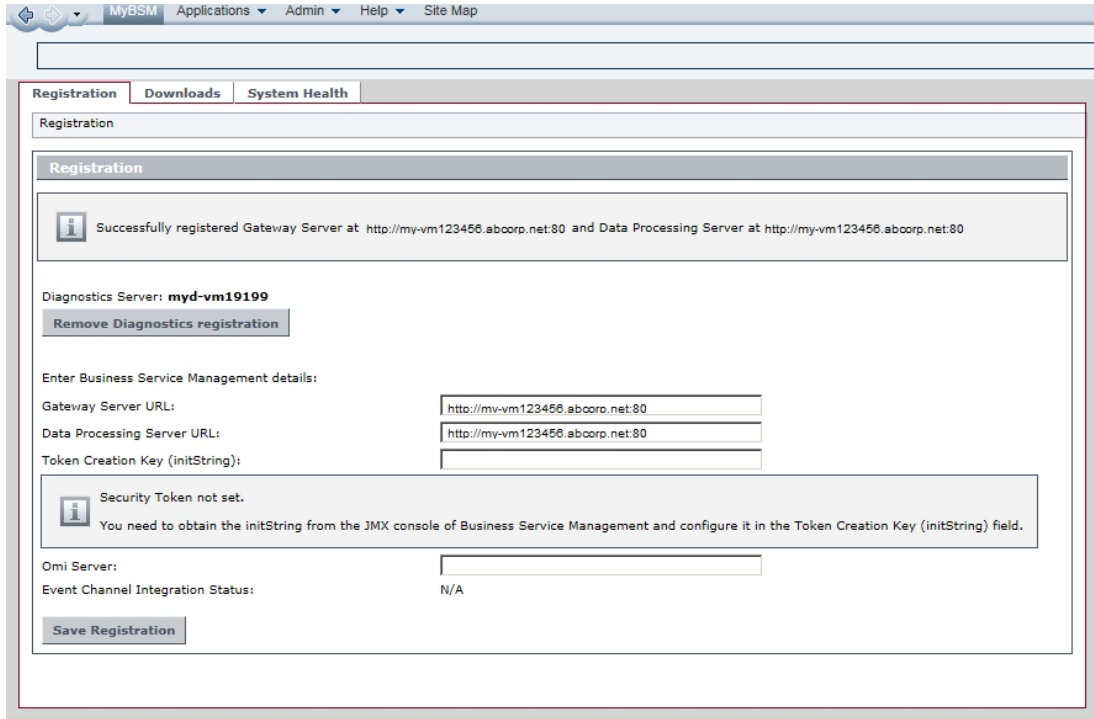 MyBSM Applications Admin Help Site Map
Registration Downloads System Health
Registration
Registration
Successfully registered Gateway Server at http://my-vm123456.abcorp.net:80 and Data Processing Server at http://my-vm123456.abcorp.net:80
Diagnostics Server: myd-vm19199
Remove Diagnostics registration
Enter Business Service Management details:
Gateway Server URL: http://my-vm123456.abcorp.net:80
Data Processing Server URL: http://my-vm123456.abcorp.net:80
Token Creation Key (initString):
Security Token not set.
You need to obtain the initString from the JMX console of Business Service Management and configure it in the Token Creation Key (initString) field.
Omi Server:
Event Channel Integration Status: N/A
Save Registration